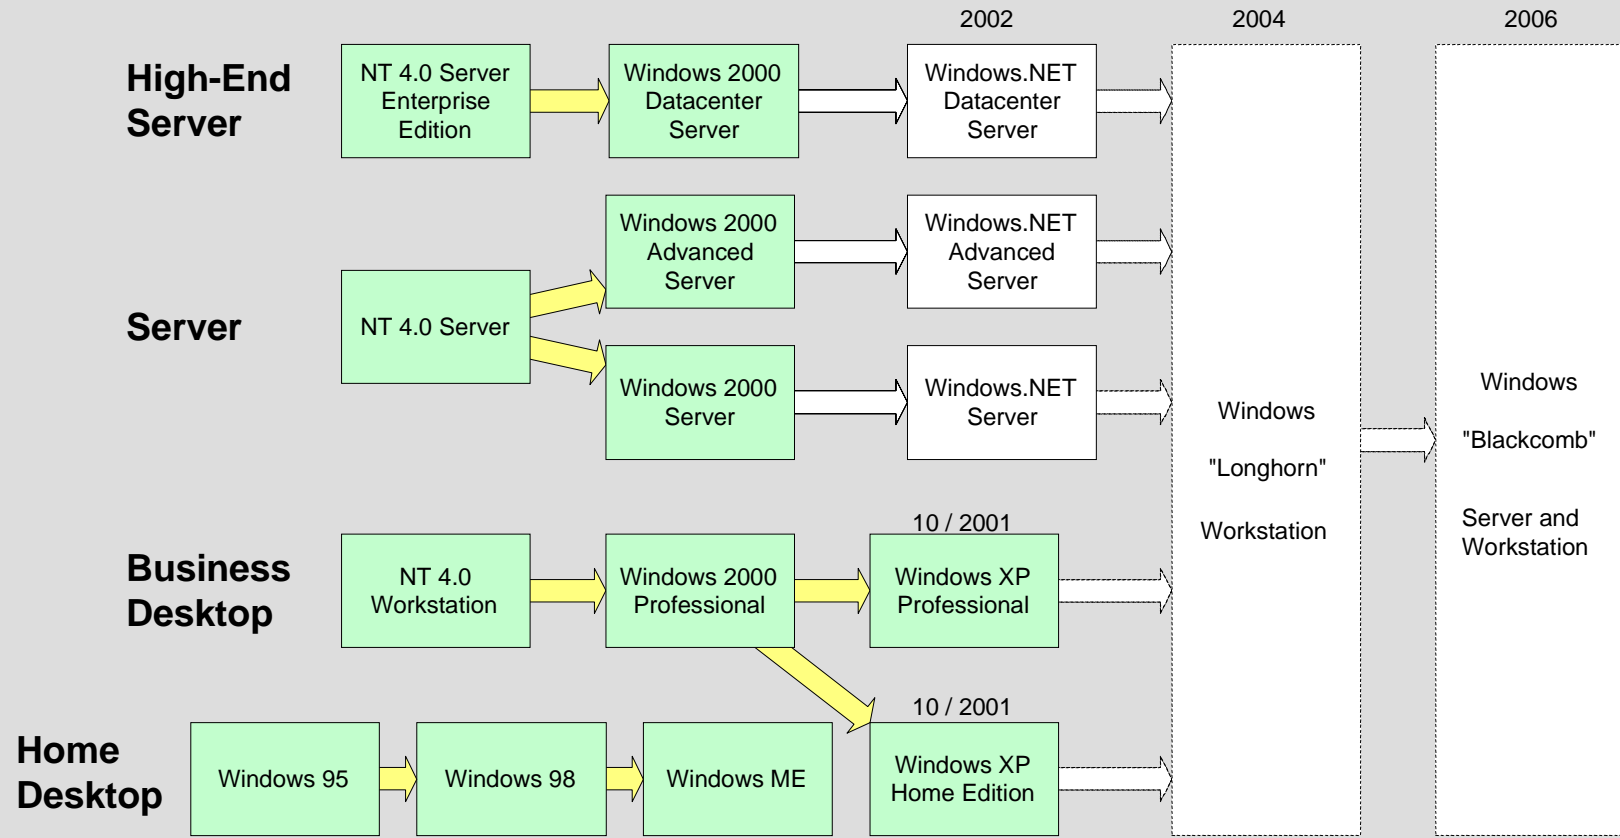 2002
2004
2006
High-End
Server
NT 4.0 Server
Enterprise
Edition
Windows 2000
Datacenter
Server
Windows.NET
Datacenter
Server
Server
NT 4.0 Server
Windows 2000
Advanced
Server
Windows.NET
Advanced
Server
Windows 2000
Server
Windows.NET
Server
Windows
"Longhorn"
Workstation
Windows
"Blackcomb"
Server and
Workstation
Business
Desktop
NT 4.0
Workstation
Windows 2000
Professional
10 / 2001
Windows XP
Professional
Home
Desktop
Windows 95
Windows 98
Windows ME
10 / 2001
Windows XP
Home Edition